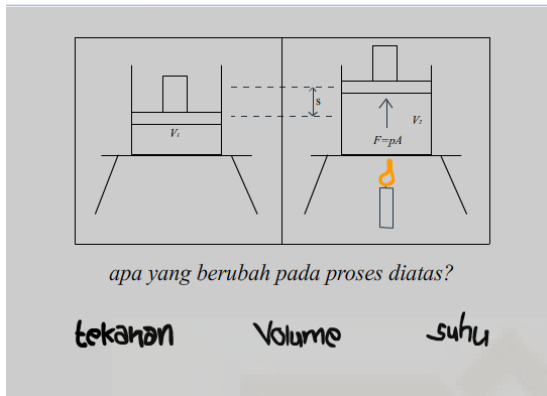 V₁
s
V₂
F=pA
apa yang berubah pada proses diatas?
tekanan Volume suhu